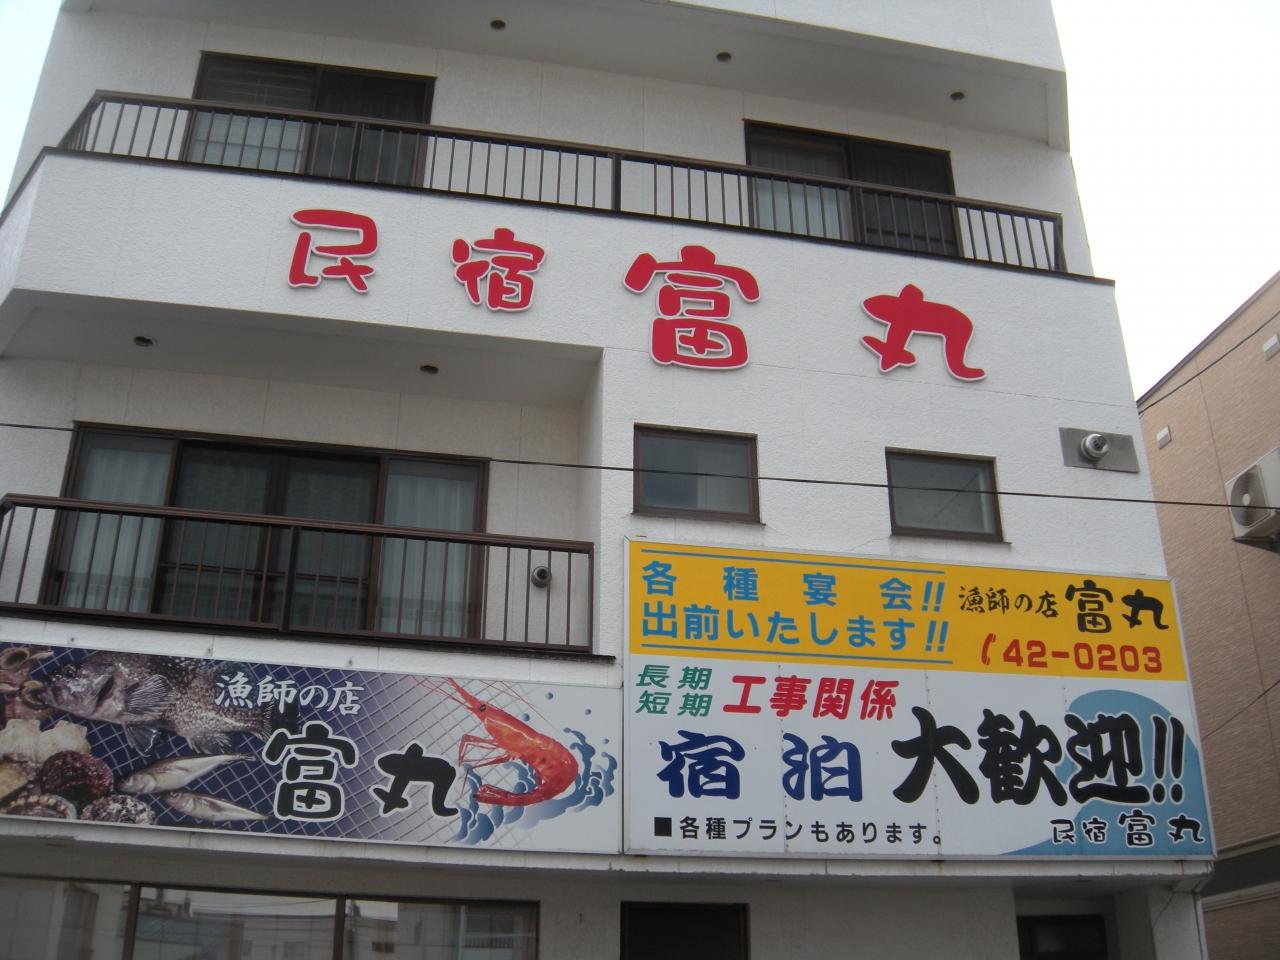 民宿 富丸
各種宴会!!
出前いたします!!
漁師の店 富丸
42-0203
長期
短期
工事関係
宿泊 大歓迎!!
■各種プランもあります。
民宿 富丸
漁師の店
富丸